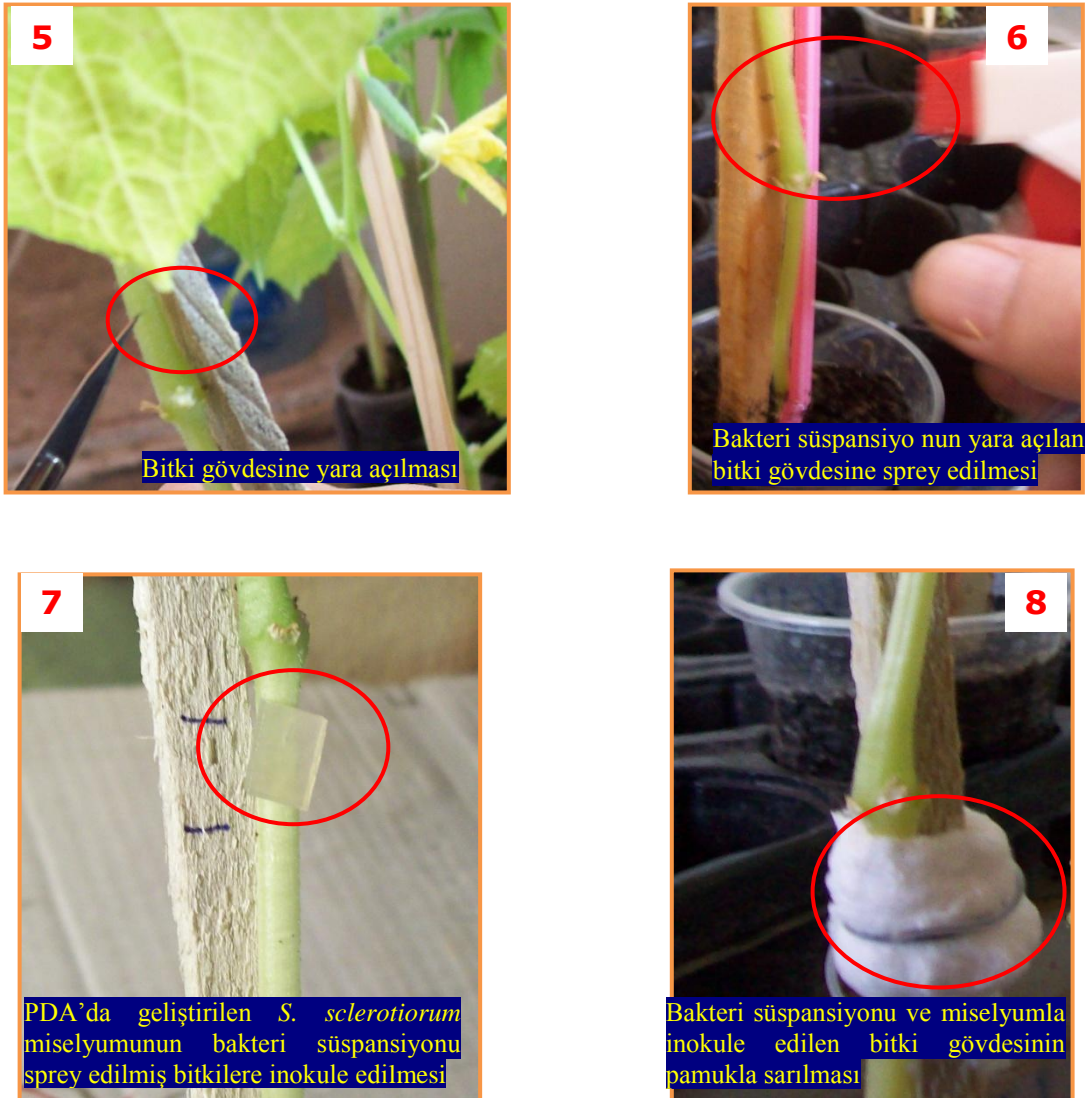 5
Bitki gövdesine yara açılması
6
Bakteri süspansiyo nun yara açılan
bitki gövdesine sprey edilmesi
7
PDA’da geliştirilen S. sclerotiorum
miselyumunun bakteri süspansiyonu
sprey edilmiş bitkilere inokule edilmesi
8
Bakteri süspansiyonu ve miselyumla
inokule edilen bitki gövdesinin
pamukla sarılması